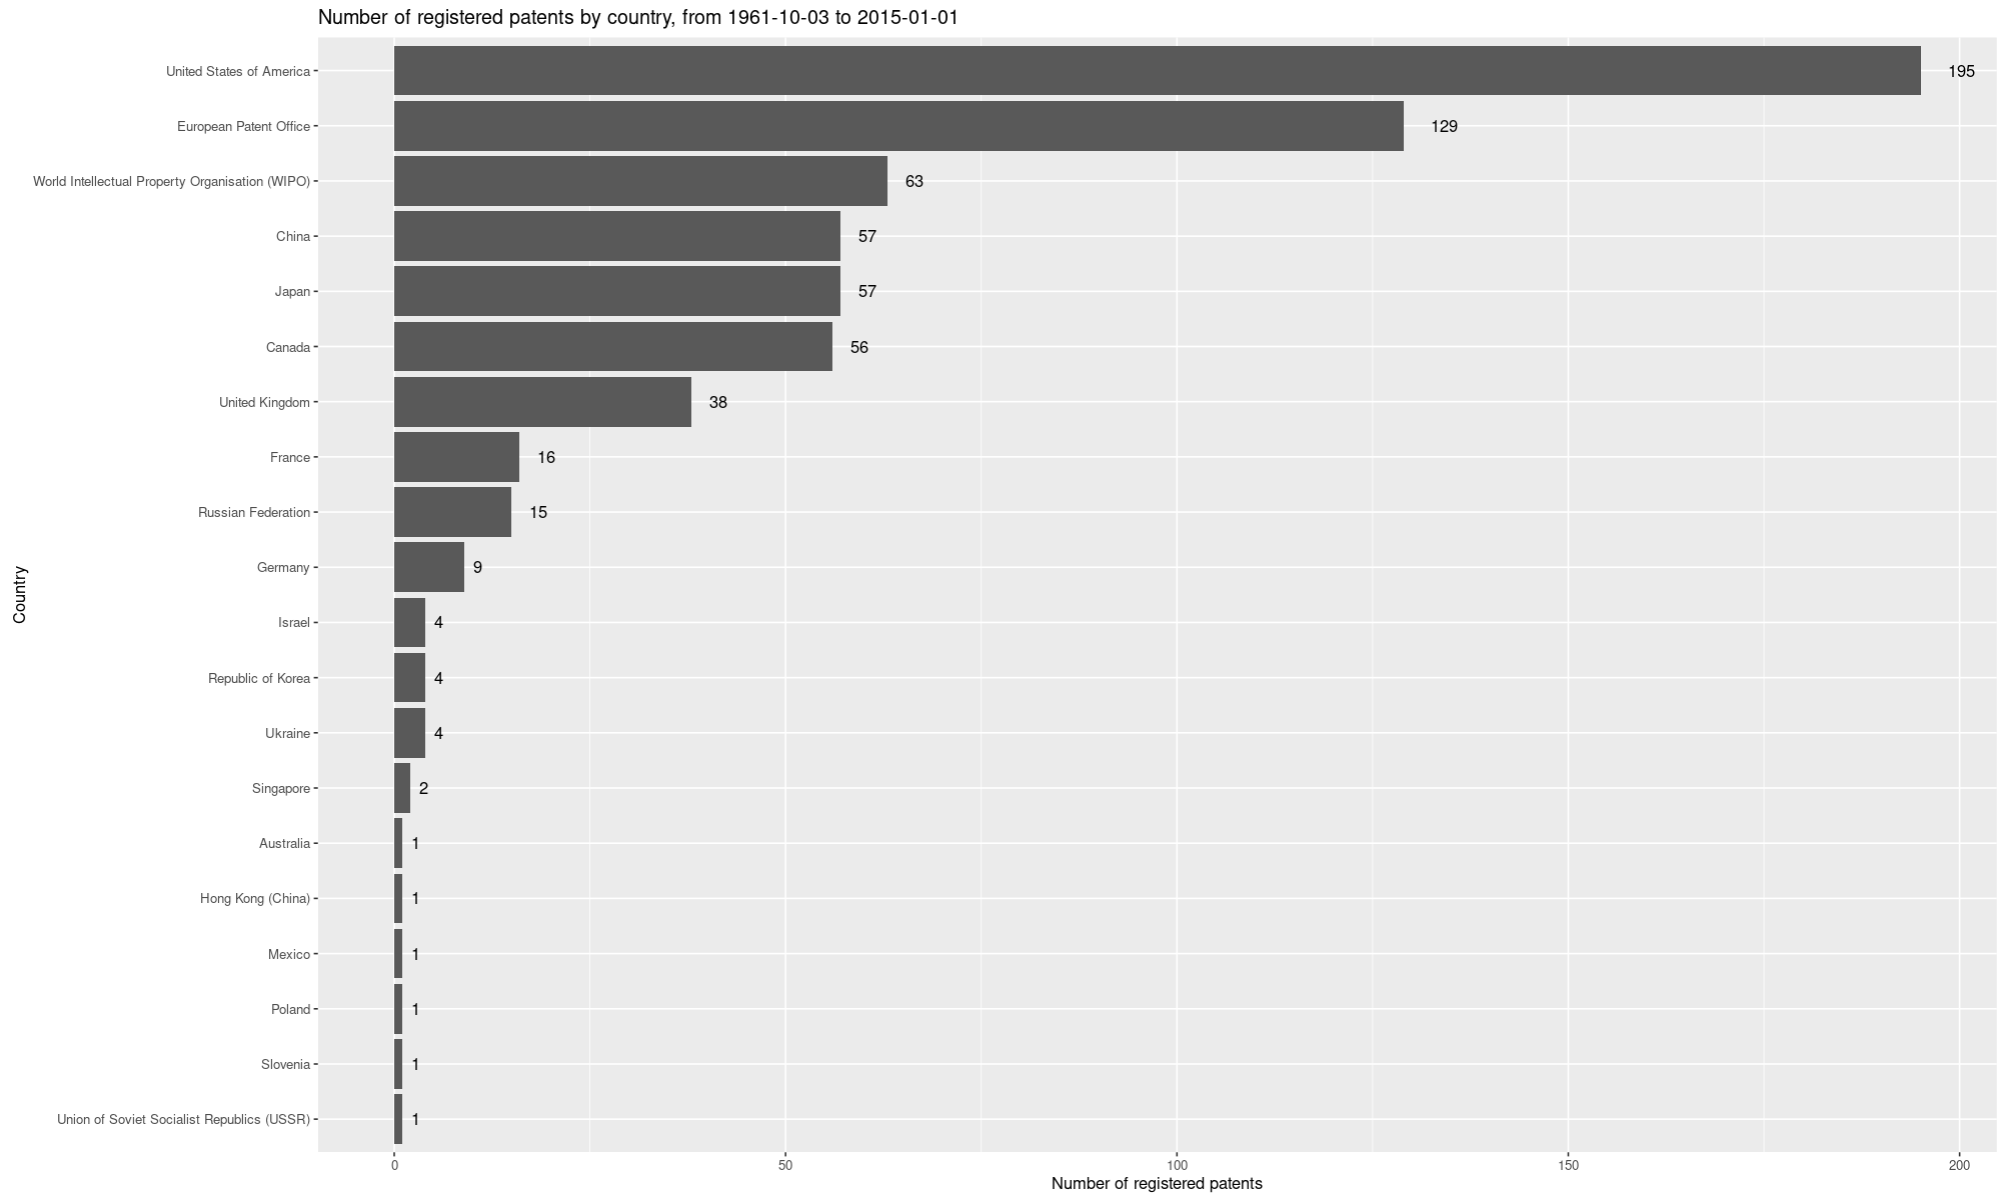 Number of registered patents by country, from 1961-10-03 to 2015-01-01
United States of America 195
European Patent Office 129
World Intellectual Property Organisation (WIPO) 63
China 57
Japan 57
Canada 56
United Kingdom 38
France 16
Russian Federation 15
Germany 9
Country
Israel 4
Republic of Korea 4
Ukraine 4
Singapore 2
Australia 1
Hong Kong (China) 1
Mexico 1
Poland 1
Slovenia 1
Union of Soviet Socialist Republics (USSR) 1
0 50 100 150 200
Number of registered patents